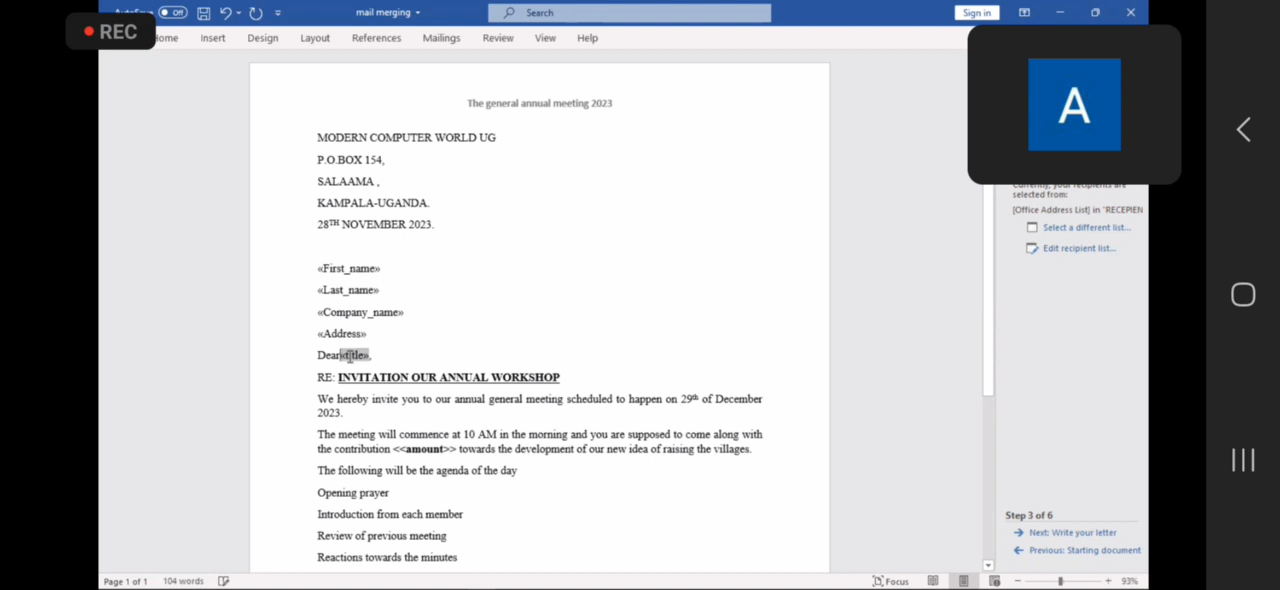 REC
Off
mail merging
Search
Sign in
Insert
Design
Layout
References
Mailings
Review
View
Help
A
The general annual meeting 2023
MODERN COMPUTER WORLD UG
P.O.BOX 154,
SALAAMA ,
KAMPALA-UGANDA.
28TH NOVEMBER 2023.
«First_name»
«Last_name»
«Company_name»
«Address»
Dear«title»,
RE: INVITATION OUR ANNUAL WORKSHOP
We hereby invite you to our annual general meeting scheduled to happen on 29th of December
2023.
The meeting will commence at 10 AM in the morning and you are supposed to come along with
the contribution <<amount>> towards the development of our new idea of raising the villages.
The following will be the agenda of the day
Opening prayer
Introduction from each member
Review of previous meeting
Reactions towards the minutes
Currently, your recipients are
selected from:
[Office Address List] in "RECEPIEN
Select a different list...
Edit recipient list...
Step 3 of 6
Next: Write your letter
Previous: Starting document
Page 1 of 1
104 words
Focus
93%